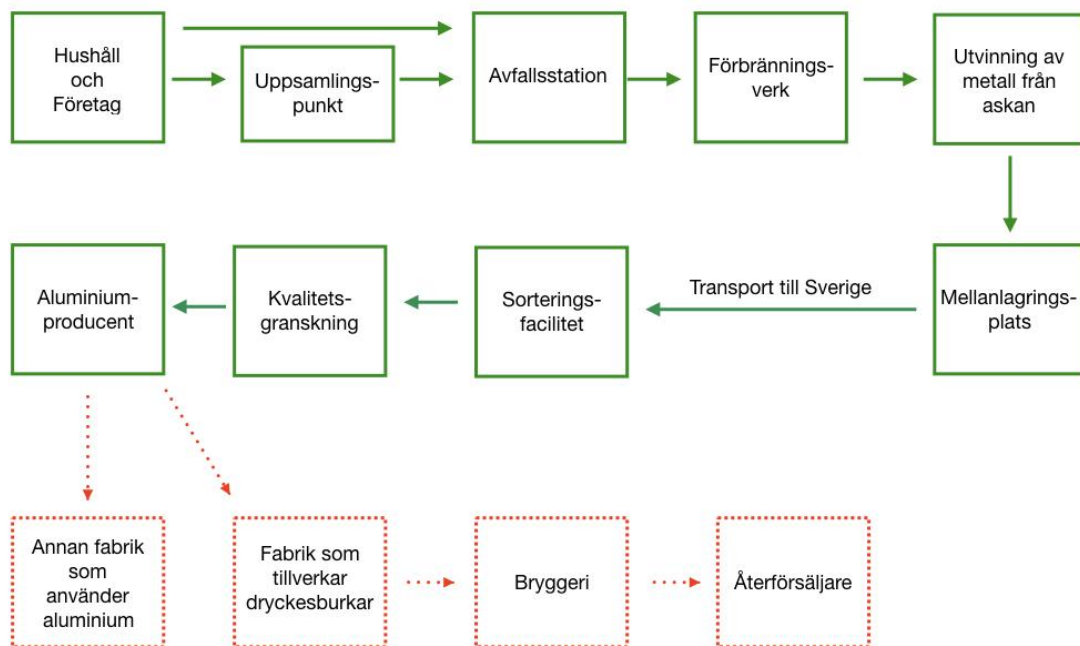 Hushåll
och
Företag
Uppsamlings-
punkt
Avfallsstation
Förbrännings-
verk
Utvinning av
metall från
askan
Aluminium-
producent
Kvalitets-
granskning
Sorterings-
facilitet
Transport till Sverige
Mellanlagrings-
plats
Annan fabrik
som
använder
aluminium
Fabrik som
tillverkar
dryckesburkar
Bryggeri
Återförsäljare